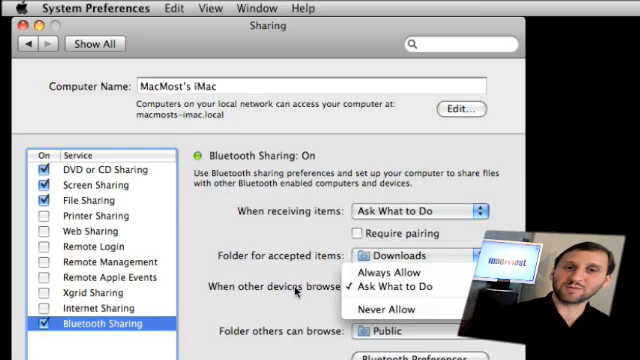 System Preferences Edit View Window Help
Sharing
Show All
Computer Name: MacMost's iMac
Computers on your local network can access your computer at:
macmosts-imac.local
Edit...
On Service
DVD or CD Sharing
Screen Sharing
File Sharing
Printer Sharing
Web Sharing
Remote Login
Remote Management
Remote Apple Events
Xgrid Sharing
Internet Sharing
Bluetooth Sharing
Bluetooth Sharing: On
Use Bluetooth sharing preferences and set up your computer to share files
with other Bluetooth enabled computers and devices.
When receiving items: Ask What to Do
Require pairing
Folder for accepted items: Downloads
When other devices browse
Always Allow
✓ Ask What to Do
Never Allow
Folder others can browse: Public
Bluetooth Preferences
macmost